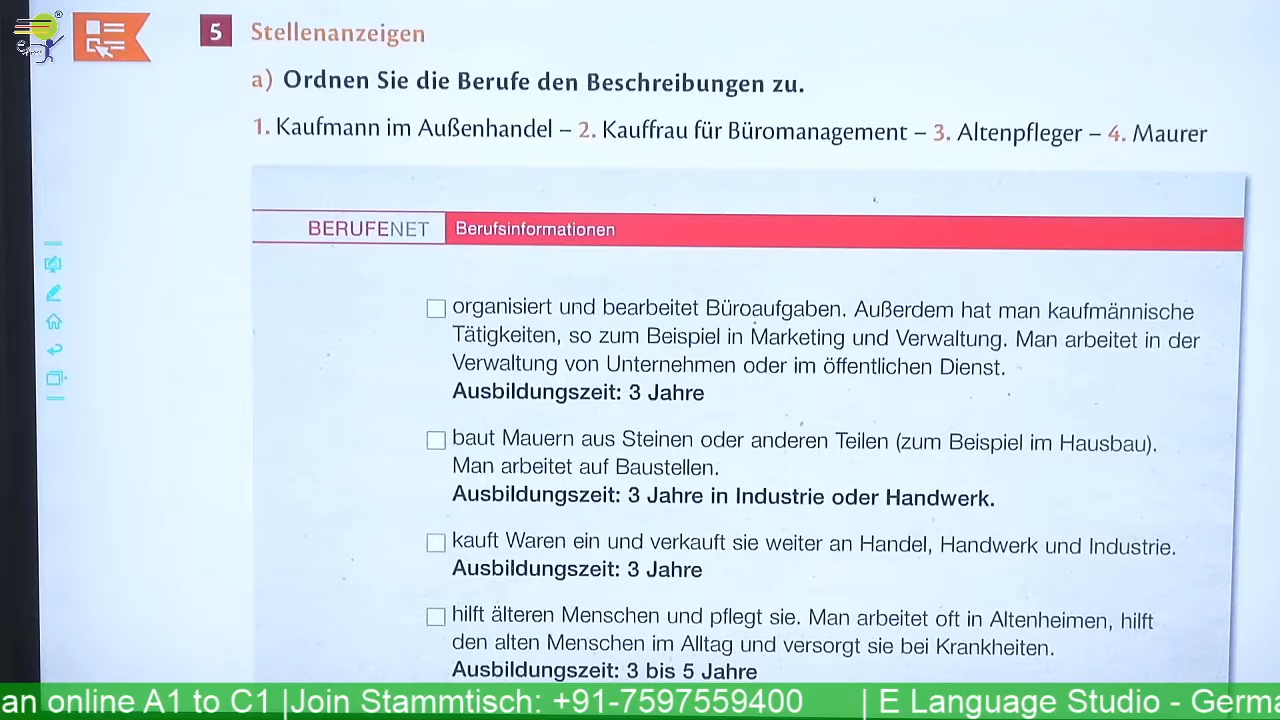 5 Stellenanzeigen
a) Ordnen Sie die Berufe den Beschreibungen zu.
1. Kaufmann im Außenhandel – 2. Kauffrau für Büromanagement – 3. Altenpfleger – 4. Maurer
BERUFENET Berufsinformationen
organisiert und bearbeitet Büroaufgaben. Außerdem hat man kaufmännische
Tätigkeiten, so zum Beispiel in Marketing und Verwaltung. Man arbeitet in der
Verwaltung von Unternehmen oder im öffentlichen Dienst.
Ausbildungszeit: 3 Jahre
baut Mauern aus Steinen oder anderen Teilen (zum Beispiel im Hausbau).
Man arbeitet auf Baustellen.
Ausbildungszeit: 3 Jahre in Industrie oder Handwerk.
kauft Waren ein und verkauft sie weiter an Handel, Handwerk und Industrie.
Ausbildungszeit: 3 Jahre
hilft älteren Menschen und pflegt sie. Man arbeitet oft in Altenheimen, hilft
den alten Menschen im Alltag und versorgt sie bei Krankheiten.
Ausbildungszeit: 3 bis 5 Jahre
an online A1 to C1 |Join Stammtisch: +91-7597559400 | E Language Studio - Germa